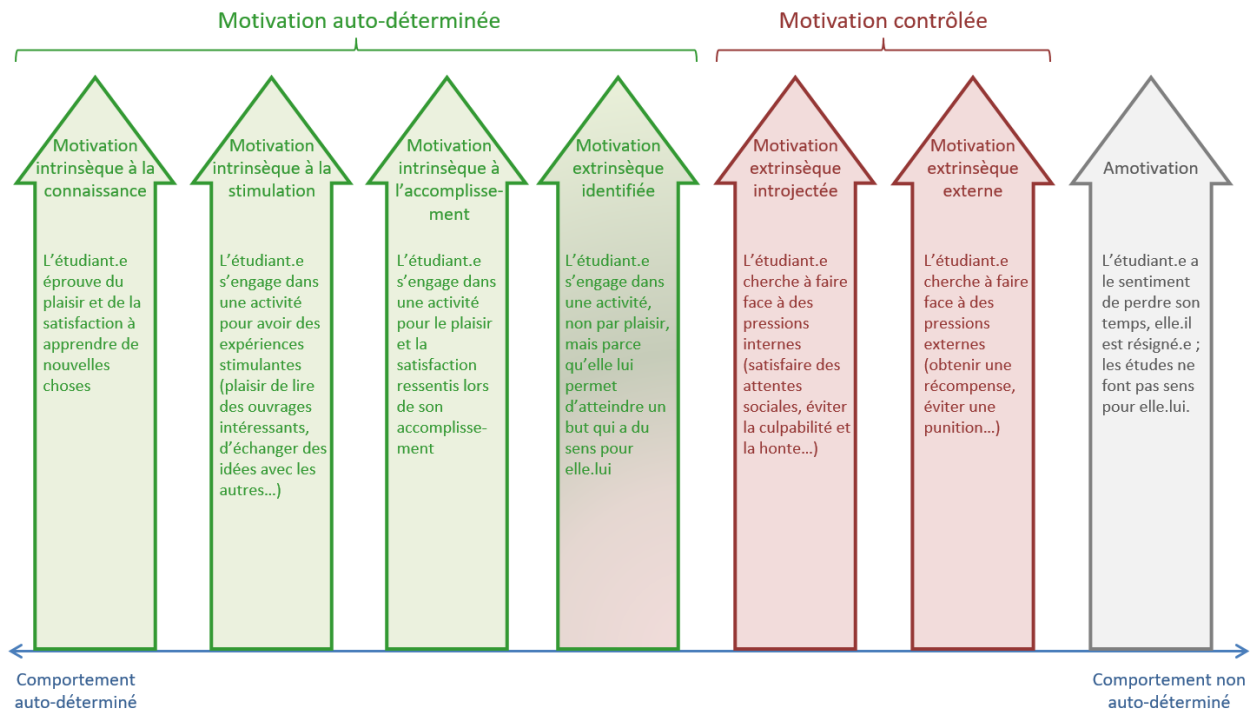 Motivation auto-déterminée
Motivation contrôlée
Motivation
intrinsèque à la
connaissance
L'étudiant.e
éprouve du
plaisir et de la
satisfaction à
apprendre de
nouvelles
choses
Motivation
intrinsèque à la
stimulation
L'étudiant.e
s'engage dans
une activité
pour avoir des
expériences
stimulantes
(plaisir de lire
des ouvrages
intéressants,
d'échanger des
idées avec les
autres…)
Motivation
intrinsèque à
l'accomplisse-
ment
L'étudiant.e
s'engage dans
une activité
pour le plaisir
et la
satisfaction
ressentis lors
de son
accomplisse-
ment
Motivation
extrinsèque
identifiée
L'étudiant.e
s'engage dans
une activité,
non par plaisir,
mais parce
qu'elle lui
permet
d'atteindre un
but qui a du
sens pour
elle.lui
Motivation
extrinsèque
introjectée
L'étudiant.e
cherche à faire
face à des
pressions
internes
(satisfaire des
attentes
sociales, éviter
la culpabilité et
la honte…)
Motivation
extrinsèque
externe
L'étudiant.e
cherche à faire
face à des
pressions
externes
(obtenir une
récompense,
éviter une
punition…)
Amotivation
L'étudiant.e a
le sentiment
de perdre son
temps, elle.il
est résigné.e ;
les études ne
font pas sens
pour elle.lui.
Comportement
auto-déterminé
Comportement non
auto-déterminé